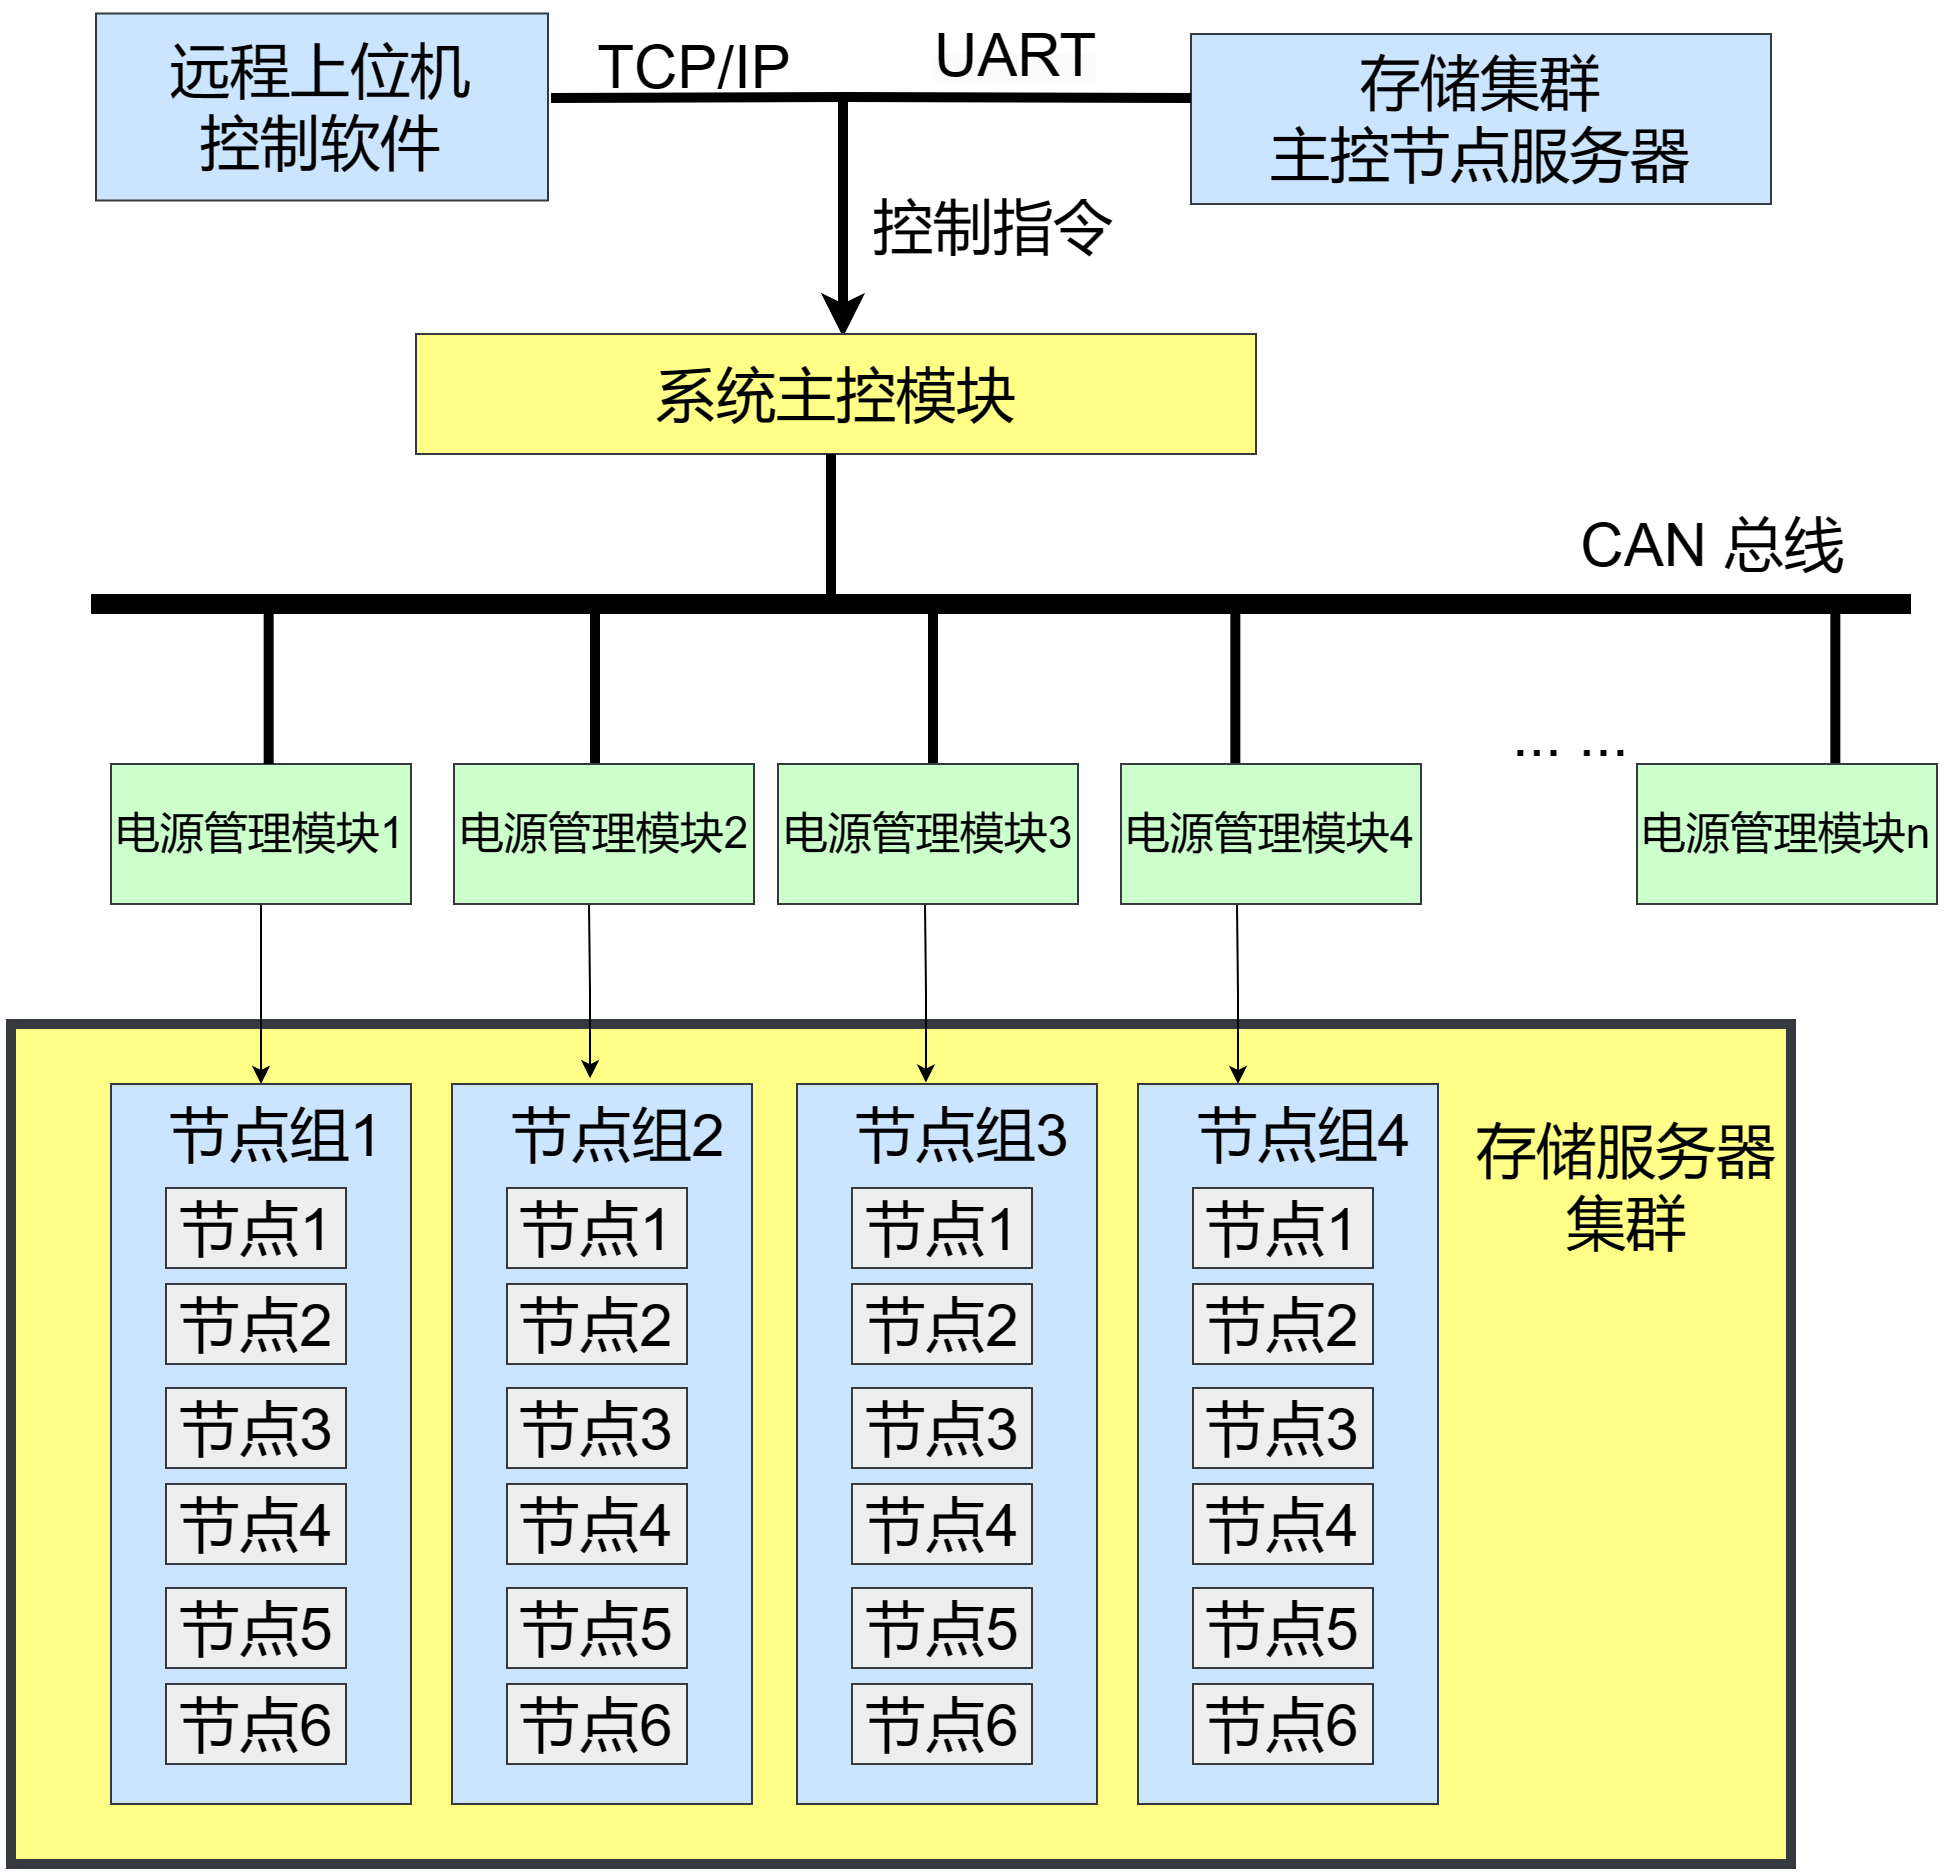 远程上位机
控制软件
TCP/IP
UART
存储集群
主控节点服务器
控制指令
系统主控模块
CAN 总线
... ...
电源管理模块1
电源管理模块2
电源管理模块3
电源管理模块4
电源管理模块n
节点组1
节点1
节点2
节点3
节点4
节点5
节点6
节点组2
节点1
节点2
节点3
节点4
节点5
节点6
节点组3
节点1
节点2
节点3
节点4
节点5
节点6
节点组4
节点1
节点2
节点3
节点4
节点5
节点6
存储服务器
集群